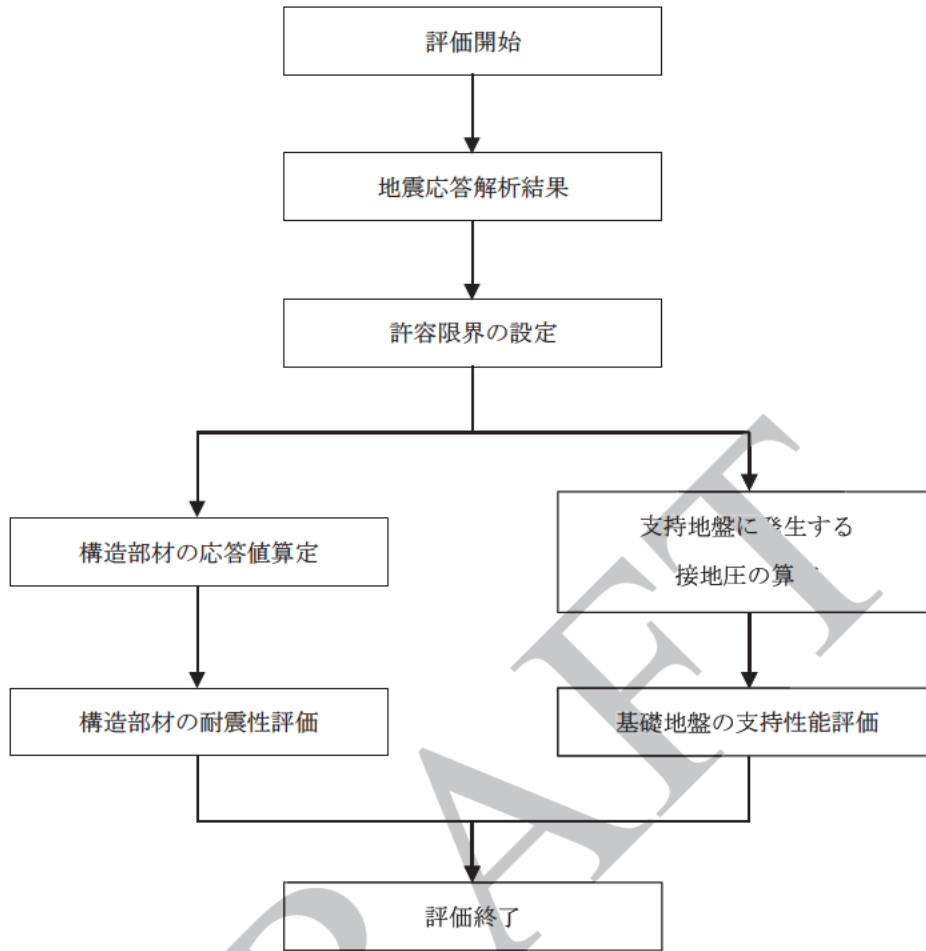 評価開始
地震応答解析結果
許容限界の設定
構造部材の応答値算定
支持地盤に発生する
接地圧の算
構造部材の耐震性評価
基礎地盤の支持性能評価
評価終了